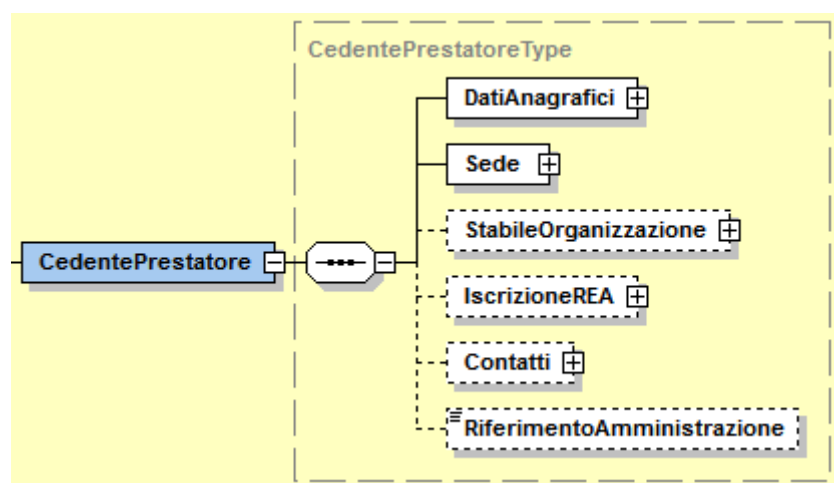 CedentePrestatoreType
DatiAnagrafici
Sede
StabileOrganizzazione
CedentePrestatore
IscrizioneREA
Contatti
RiferimentoAmministrazione